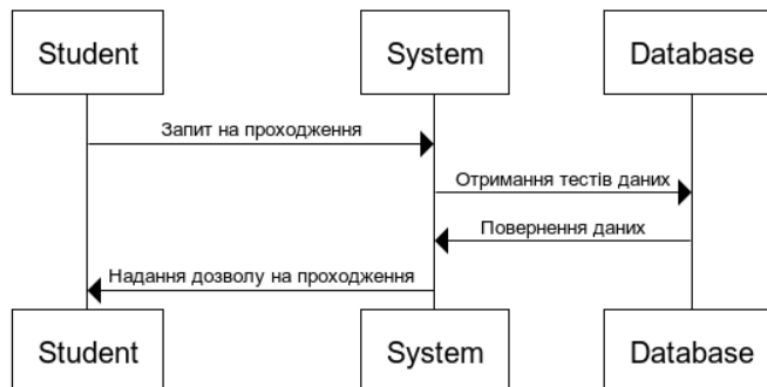 Student
System
Database
Запит на проходження
Отримання тестів даних
Повернення даних
Надання дозволу на проходження
Student
System
Database